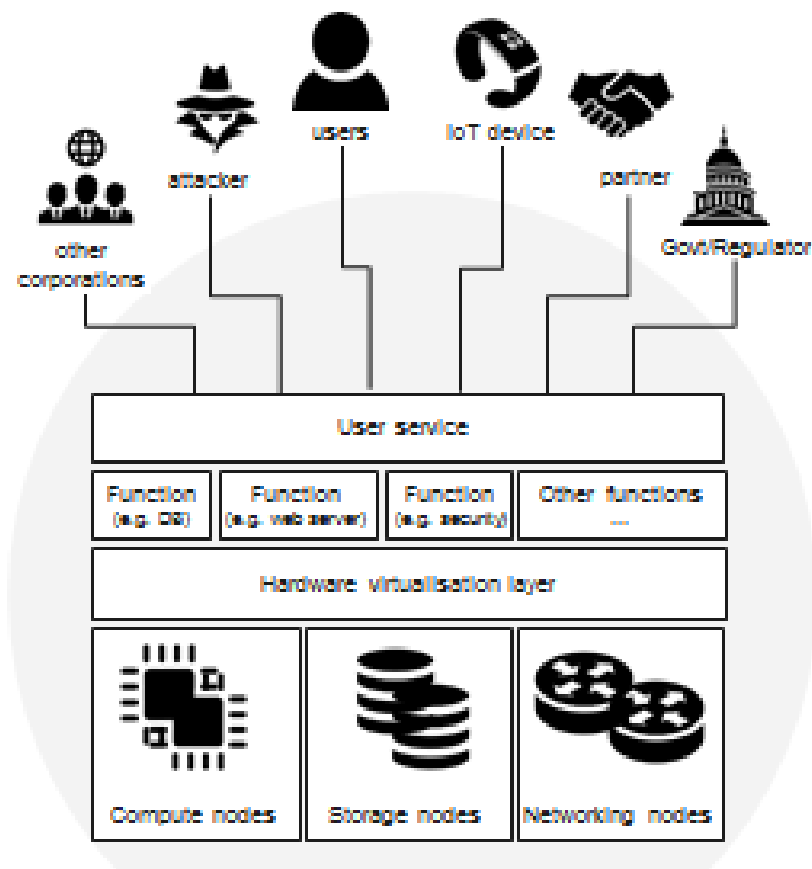 users
IoT device
attacker
partner
other
corporations
Govt/Regulator
User service
Function
(e.g. DB)
Function
(e.g. web server)
Function
(e.g. security)
Other functions
....
Hardware virtualisation layer
Compute nodes
Storage nodes
Networking nodes